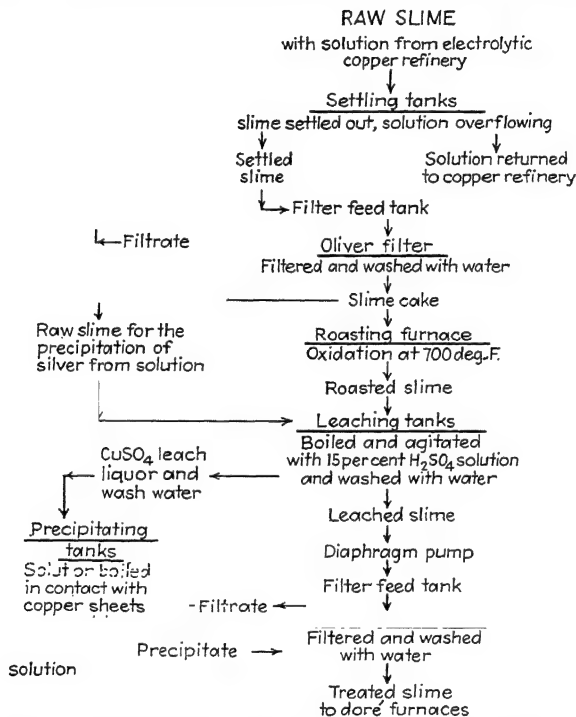 RAW SLIME
with solution from electrolytic
copper refinery
Settling tanks
slime settled out, solution overflowing
Settled
slime
Solution returned
to copper refinery
Filter feed tank
Filtrate
Oliver filter
Filtered and washed with water
Slime cake
Raw slime for the
precipitation of
silver from solution
Roasting furnace
Oxidation at 700 deg.F.
Roasted slime
Leaching tanks
Boiled and agitated
with 15 percent H₂SO₄ solution
and washed with water
CuSO₄ leach
liquor and
wash water
Leached slime
Precipitating
tanks
Solution boiled
in contact with
copper sheets
Diaphragm pump
Filter feed tank
-Filtrate
Precipitate
Filtered and washed
with water
solution
Treated slime
to doré furnaces